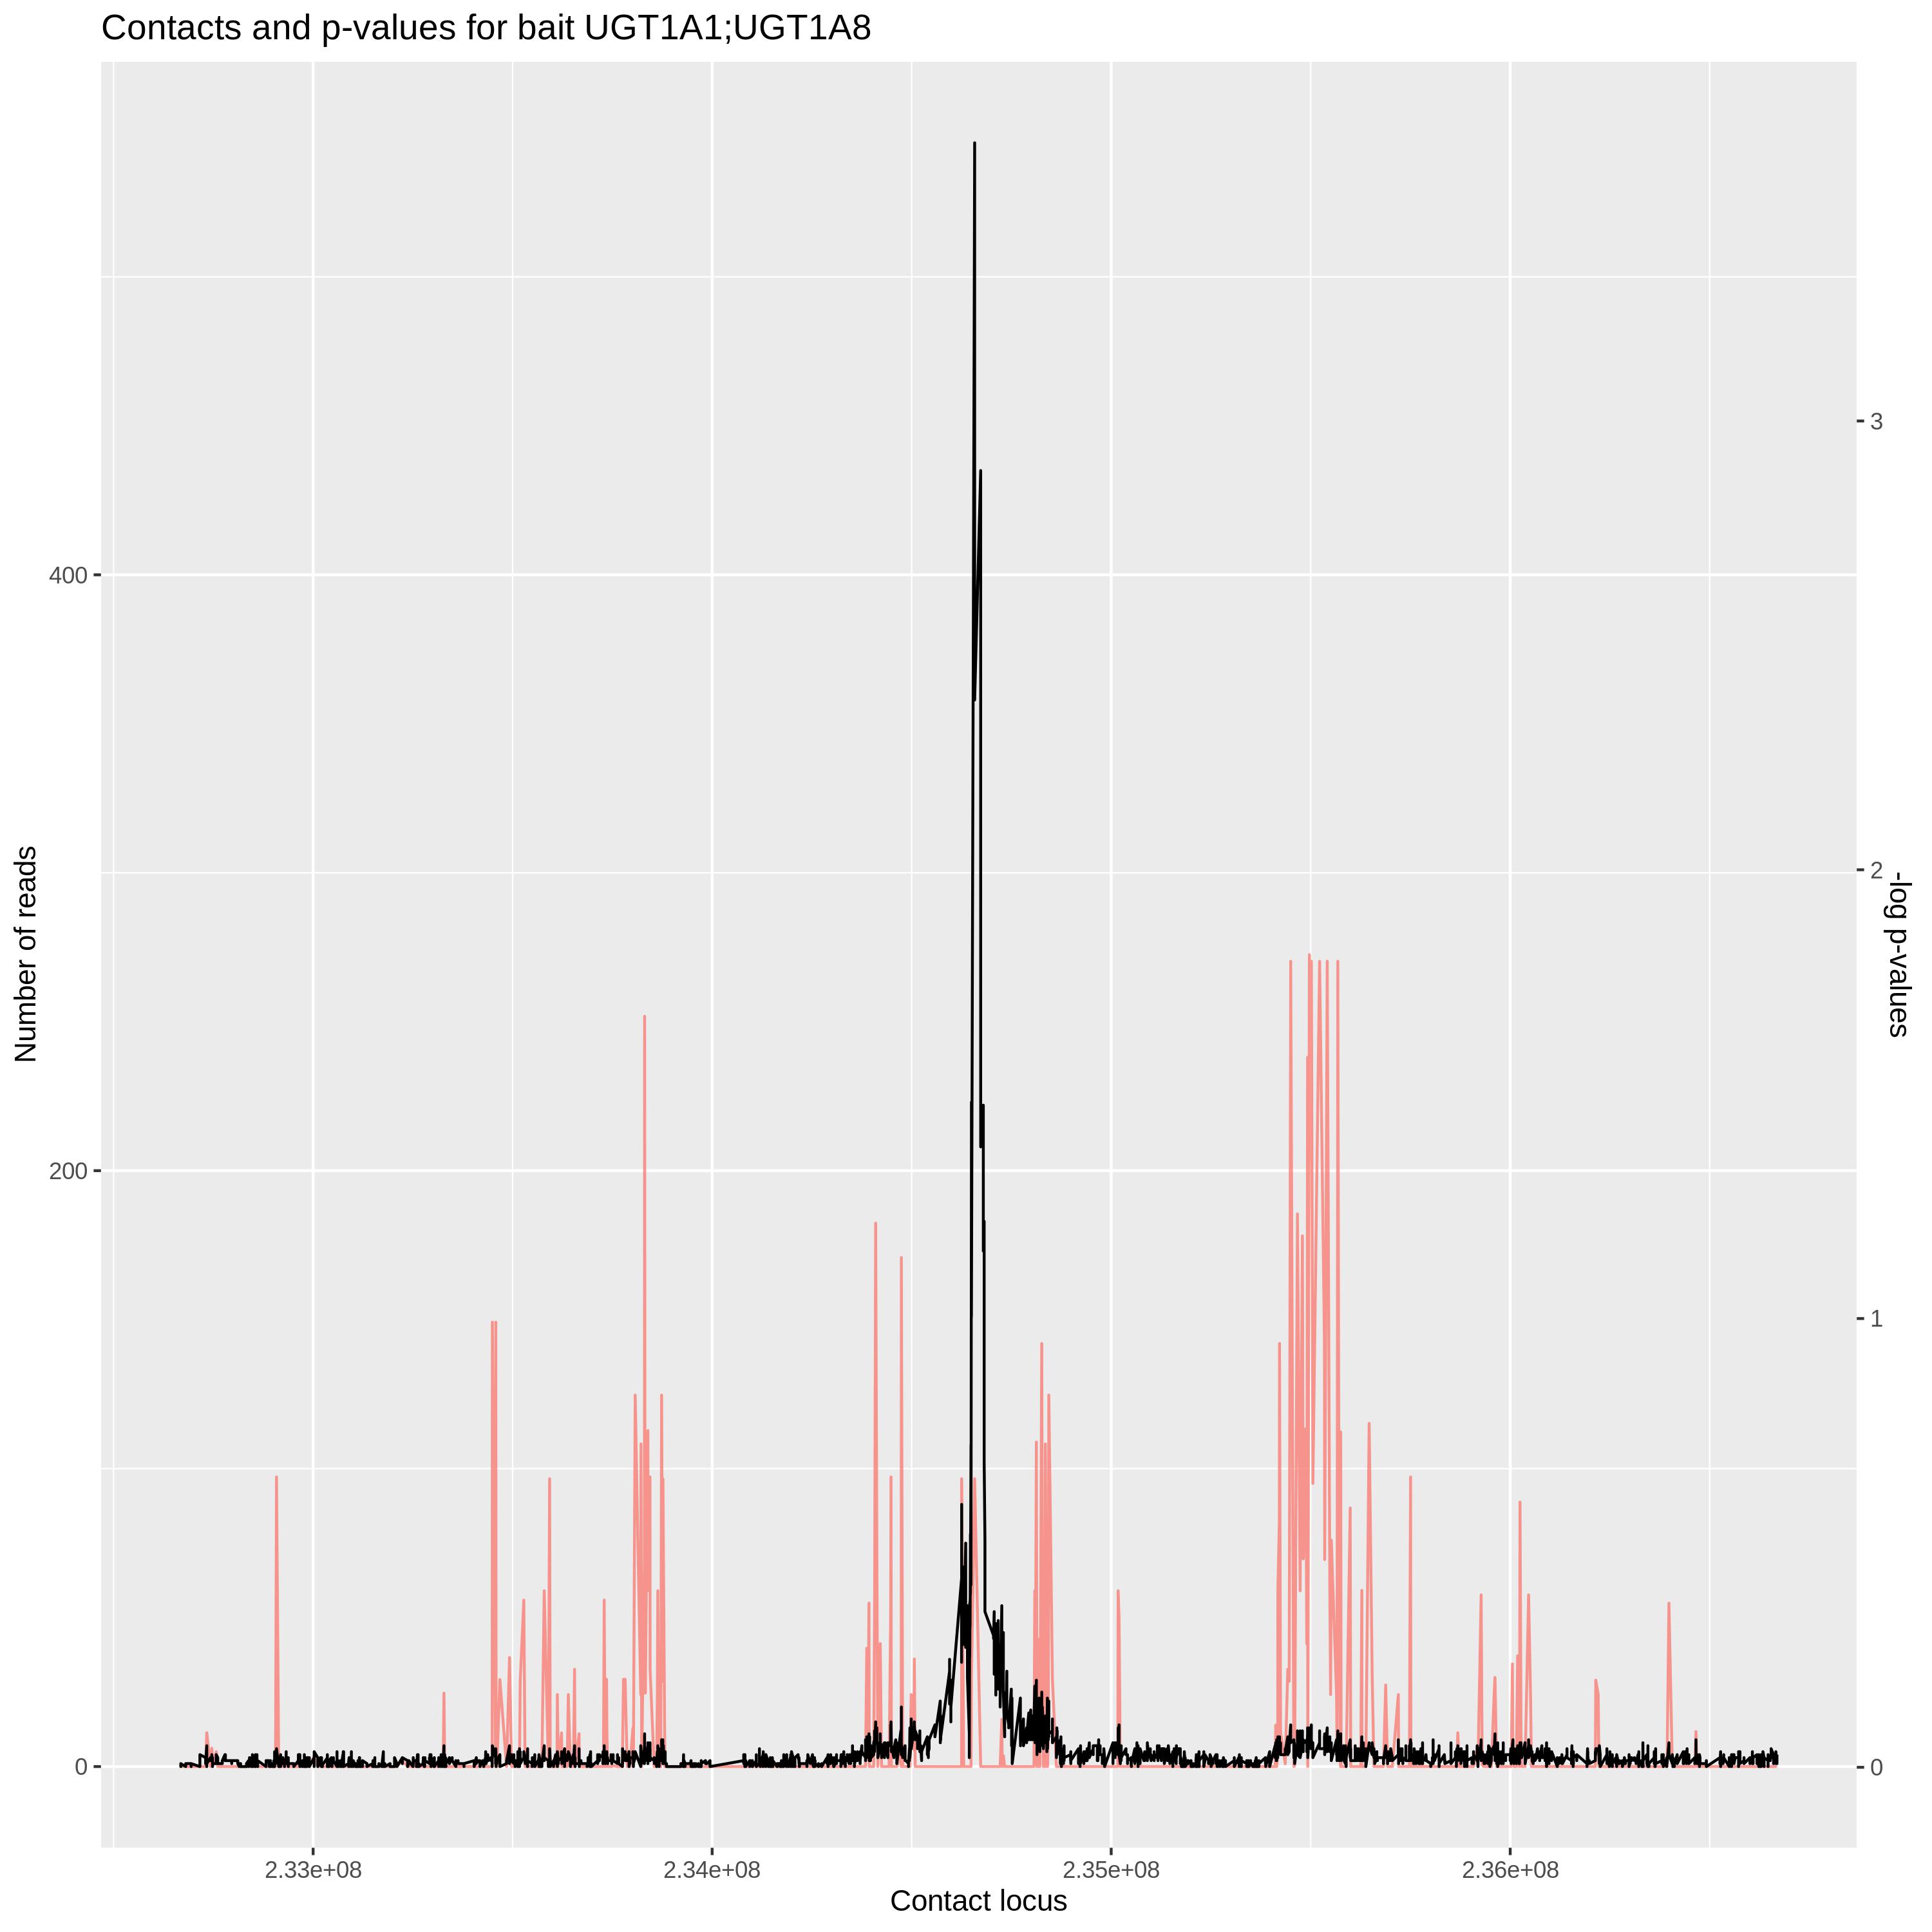 Contacts and p-values for bait UGT1A1;UGT1A8
Number of reads
400
200
0
3
2
1
0
-log p-values
2.33e+08
2.34e+08
2.35e+08
2.36e+08
Contact locus